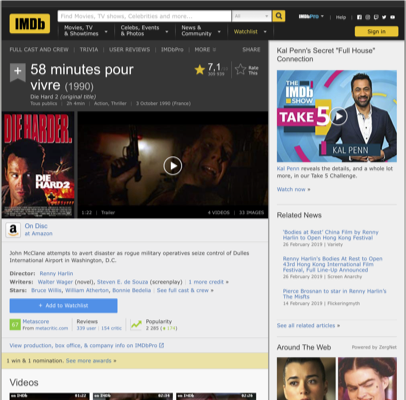 IMDb
Find Movies, TV shows, Celebrities and more...
All
IMDbPro
Help
Movies, TV
& Showtimes
Celebs, Events
& Photos
News &
Community
Watchlist
Sign in
FULL CAST AND CREW | TRIVIA | USER REVIEWS | IMDbPro | MORE
SHARE
58 minutes pour
vivre (1990)
Die Hard 2 (original title)
Tous publics | 2h 4min | Action, Thriller | 3 October 1990 (France)
7,1
Rate
This
DIE HARDER.
DIE HARD2
1:22 | Trailer
4 VIDEOS | 33 IMAGES
On Disc
at Amazon
John McClane attempts to avert disaster as rogue military operatives seize control of Dulles
International Airport in Washington, D.C.
Director: Renny Harlin
Writers: Walter Wager (novel), Steven E. de Souza (screenplay) | 1 more credit »
Stars: Bruce Willis, William Atherton, Bonnie Bedelia | See full cast & crew »
+ Add to Watchlist
67
Metascore
From metacritic.com
Reviews
339 user | 154 critic
Popularity
1 win & 1 nomination. See more awards »
View production, box office, & company info on IMDbPro
Videos
Kal Penn's Secret "Full House"
Connection
THE
IMDb
SHOW
TAKE 5
KAL PENN
Kal Penn reveals the details, and a whole lot
more, in our Take 5 Challenge.
Watch now »
Related News
'Bodies at Rest' China Film by Renny
Harlin to Open Hong Kong Festival
26 February 2019 | Variety
Renny Harlin's Bodies At Rest To Open
43rd Hong Kong International Film
Festival, Full Line-Up Announced
26 February 2019 | Screen Anarchy
Pierce Brosnan to star in Renny Harlin's
The Misfits
14 February 2019 | Flickeringmyth
See all related articles »
Around The Web
Powered by ZergNet